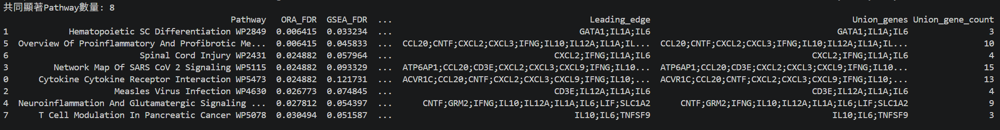 共同顯著Pathway數量: 8
Pathway ORA_FDR GSEA_FDR ... Leading_edge Union_genes Union_gene_count
1 Hematopoietic SC Differentiation WP2849 0.006415 0.033234 ... GATA1;IL1A;IL6 GATA1;IL1A;IL6 3
5 Overview Of Proinflammatory And Profibrotic Me... 0.006415 0.045833 ... CCL20;CNTF;CXCL2;CXCL3;IFNG;IL10;IL12A;IL1A;IL... CCL20;CNTF;CXCL2;CXCL3;IFNG;IL10;IL12A;IL1A;IL... 10
6 Spinal Cord Injury WP2431 0.024882 0.057964 ... CXCL2;IFNG;IL1A;IL6 CXCL2;IFNG;IL1A;IL6 4
3 Network Map Of SARS CoV 2 Signaling WP5115 0.024882 0.093329 ... ATP6AP1;CCL20;CD3E;CXCL2;CXCL3;CXCL9;IFNG;IL10... ATP6AP1;CCL20;CD3E;CXCL2;CXCL3;CXCL9;IFNG;IL10... 15
0 Cytokine Cytokine Receptor Interaction WP5473 0.024882 0.121731 ... ACVR1C;CCL20;CNTF;CXCL2;CXCL3;CXCL9;IFNG;IL10;... ACVR1C;CCL20;CNTF;CXCL2;CXCL3;CXCL9;IFNG;IL10;... 13
2 Measles Virus Infection WP4630 0.026773 0.074845 ... CD3E;IL12A;IL1A;IL6 CD3E;IL12A;IL1A;IL6 4
4 Neuroinflammation And Glutamatergic Signaling ... 0.027812 0.054397 ... CNTF;GRM2;IFNG;IL10;IL12A;IL1A;IL6;LIF;SLC1A2 CNTF;GRM2;IFNG;IL10;IL12A;IL1A;IL6;LIF;SLC1A2 9
7 T Cell Modulation In Pancreatic Cancer WP5078 0.030494 0.051587 ... IL10;IL6;TNFSF9 IL10;IL6;TNFSF9 3